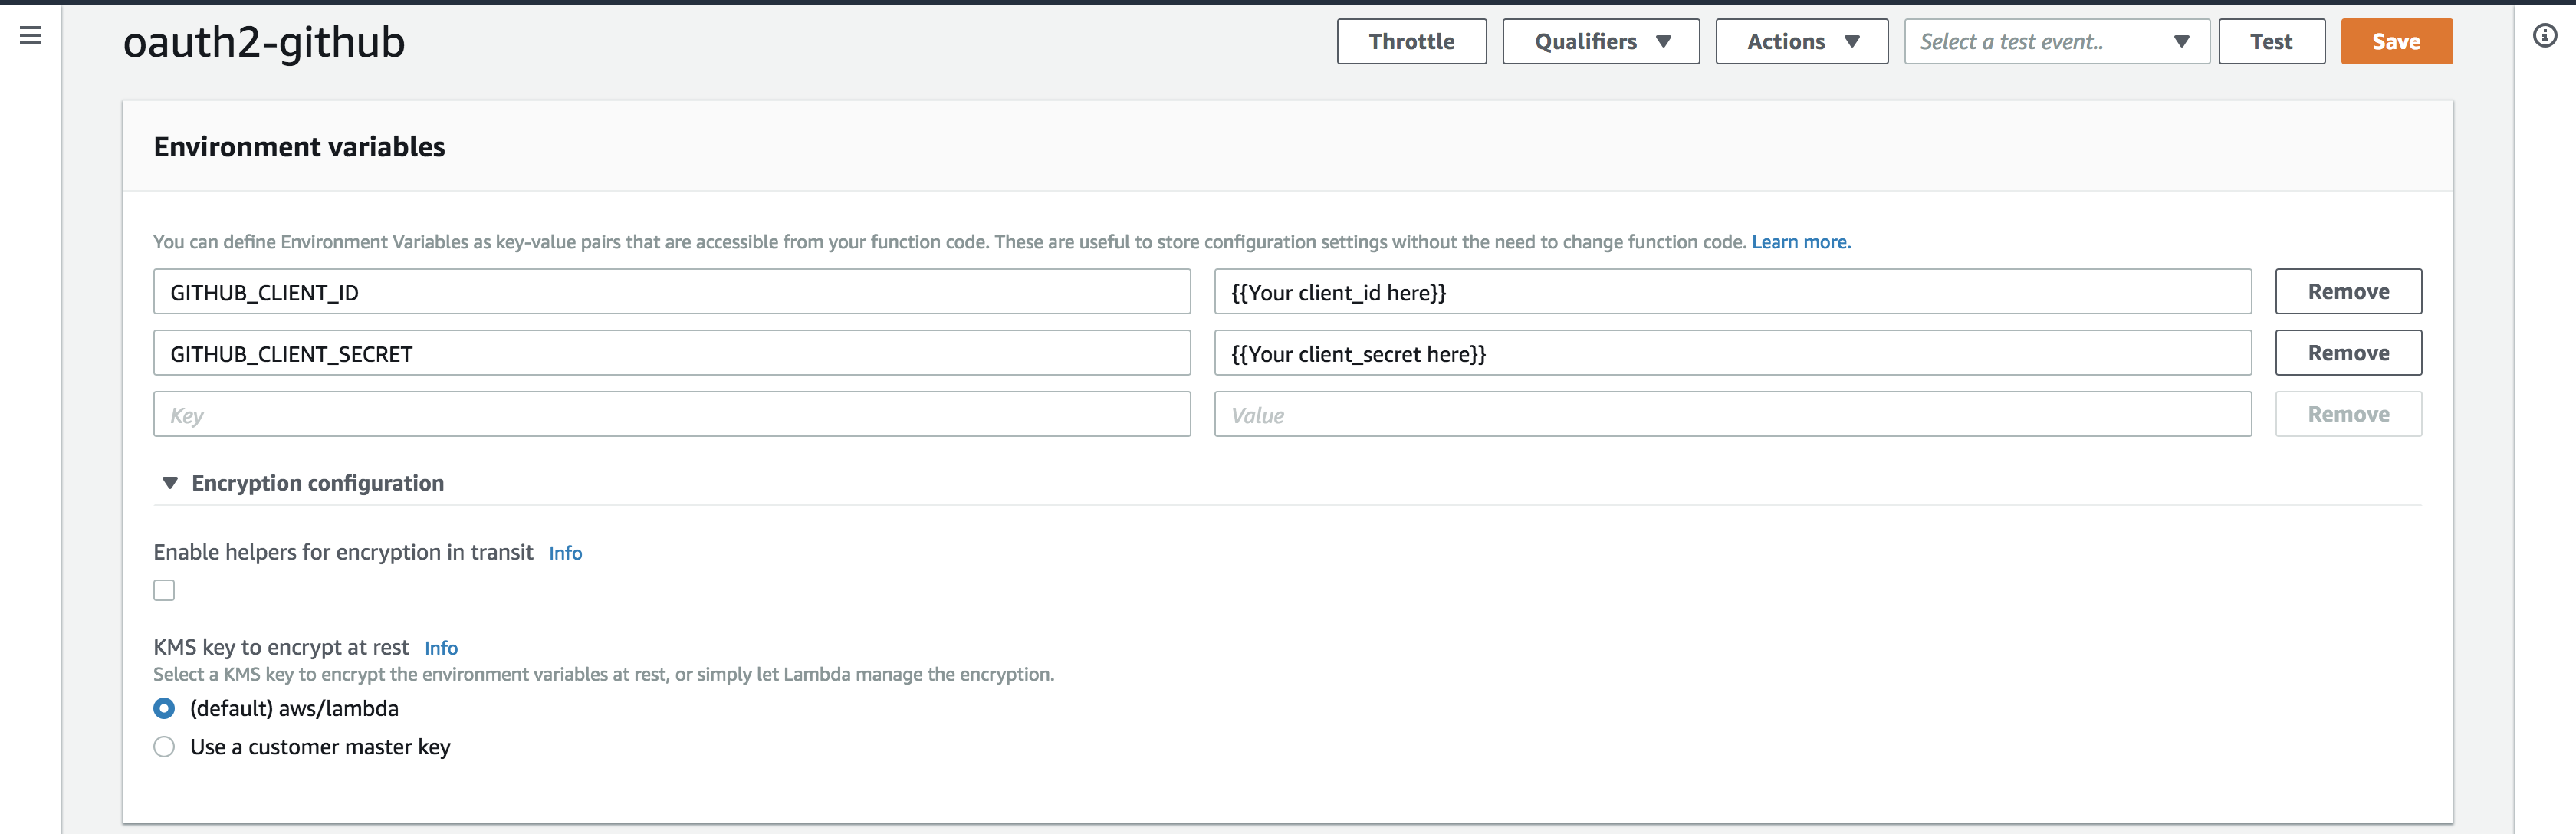 oauth2-github
Throttle
Qualifiers
Actions
Select a test event..
Test
Save
Environment variables
You can define Environment Variables as key-value pairs that are accessible from your function code. These are useful to store configuration settings without the need to change function code. Learn more.
GITHUB_CLIENT_ID
{{Your client_id here}}
Remove
GITHUB_CLIENT_SECRET
{{Your client_secret here}}
Remove
Key
Value
Remove
Encryption configuration
Enable helpers for encryption in transit Info
KMS key to encrypt at rest Info
Select a KMS key to encrypt the environment variables at rest, or simply let Lambda manage the encryption.
(default) aws/lambda
Use a customer master key